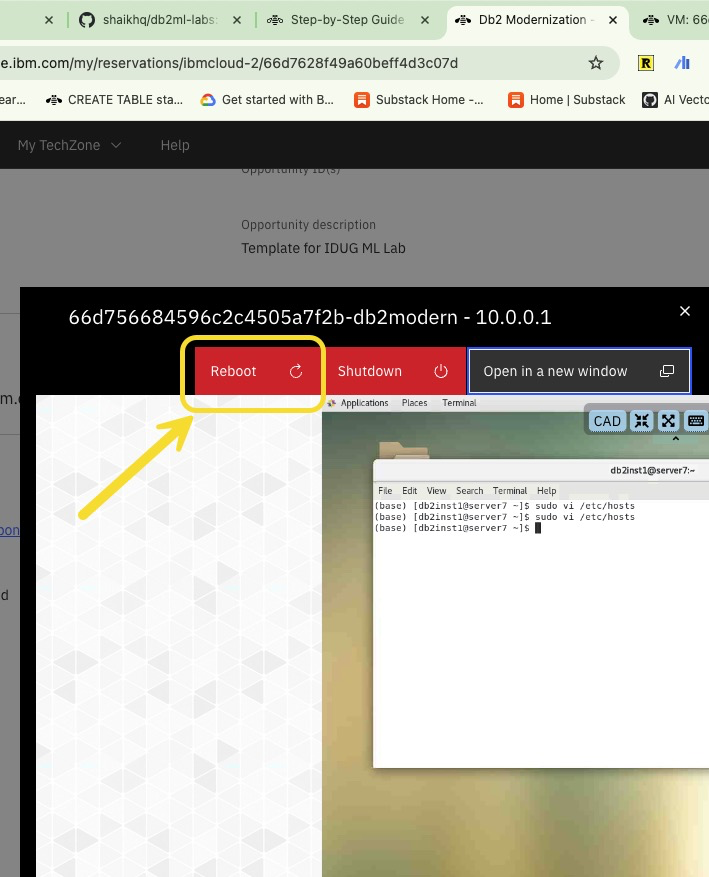 shaikhq/db2ml-labs:
Step-by-Step Guide
Db2 Modernization -
VM: 66
e.ibm.com/my/reservations/ibmcloud-2/66d7628f49a60beff4d3c07d
R
ear...
CREATE TABLE sta...
Get started with B...
Substack Home -...
Home | Substack
AI Vecto
My TechZone
Help
Opportunity ID(s)
Opportunity description
Template for IDUG ML Lab
66d756684596c2c4505a7f2b-db2modern - 10.0.0.1
Reboot
Shutdown
Open in a new window
m.
Applications Places Terminal
CAD
db2inst1@server7:~
File Edit View Search Terminal Help
(base) [db2inst1@server7 ~]$ sudo vi /etc/hosts
(base) [db2inst1@server7 ~]$ sudo vi /etc/hosts
(base) [db2inst1@server7 ~]$
pon
d